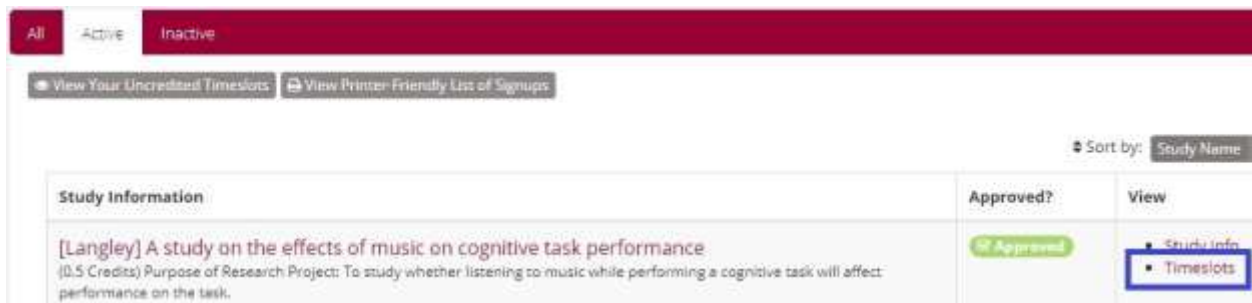 All Active Inactive
View Your Uncredited Timeslots View Printer-Friendly List of Signups
Sort by: Study Name
Study Information Approved? View
[Langley] A study on the effects of music on cognitive task performance Approved Study Info
(0.5 Credits) Purpose of Research Project: To study whether listening to music while performing a cognitive task will affect Timeslots
performance on the task.